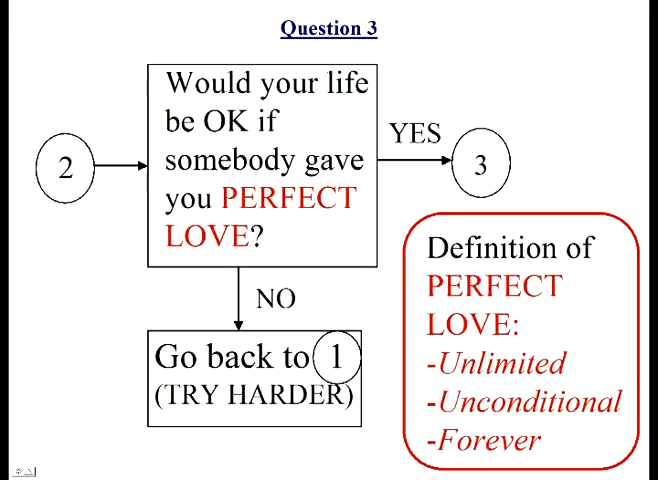 Question 3
Would your life
be OK if
somebody gave
you PERFECT
LOVE?
2
YES
3
NO
Go back to 1
(TRY HARDER)
Definition of
PERFECT
LOVE:
-Unlimited
-Unconditional
-Forever